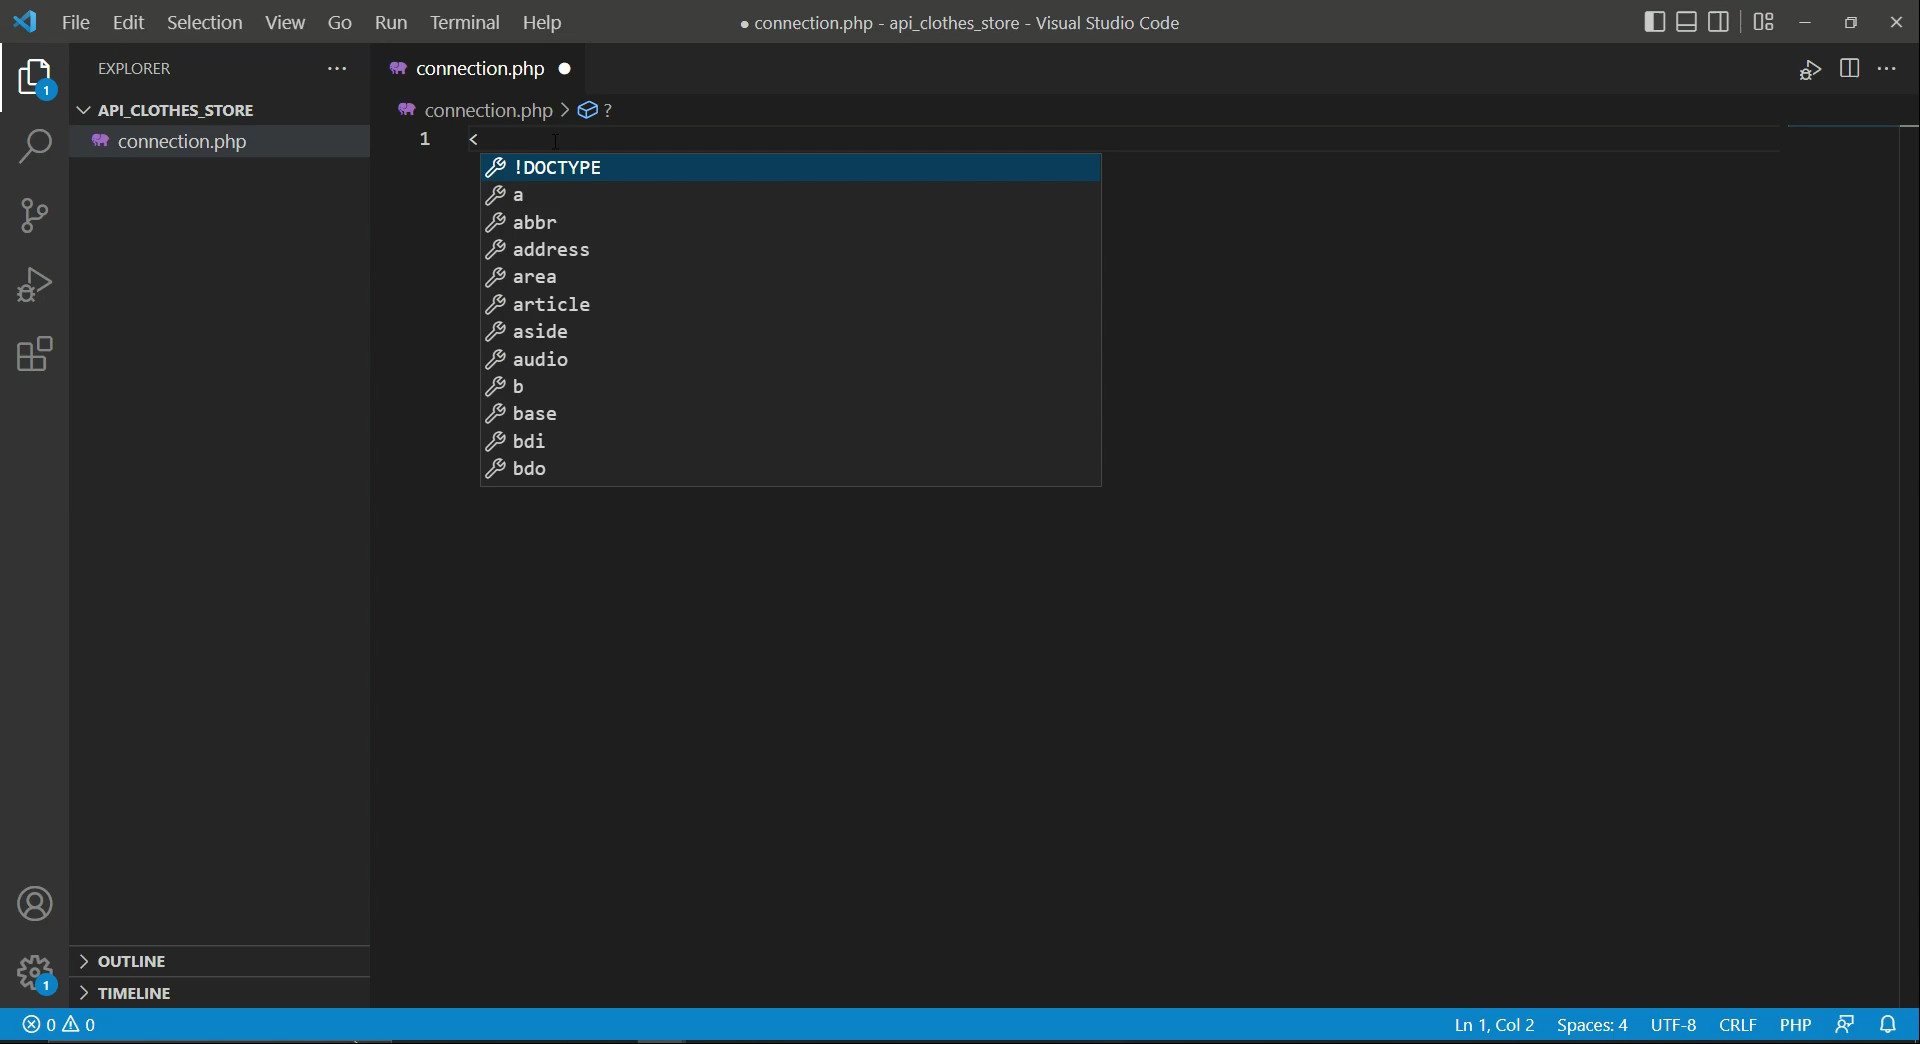 File Edit Selection View Go Run Terminal Help
● connection.php - api_clothes_store - Visual Studio Code
EXPLORER
API_CLOTHES_STORE
connection.php
connection.php
connection.php > ?
1 <
!DOCTYPE
a
abbr
address
area
article
aside
audio
b
base
bdi
bdo
1
1
OUTLINE
TIMELINE
0 0
Ln 1, Col 2 Spaces: 4 UTF-8 CRLF PHP